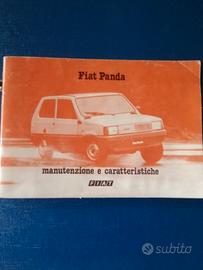 Fiat Panda
manutenzione e caratteristiche
FIAT
subito